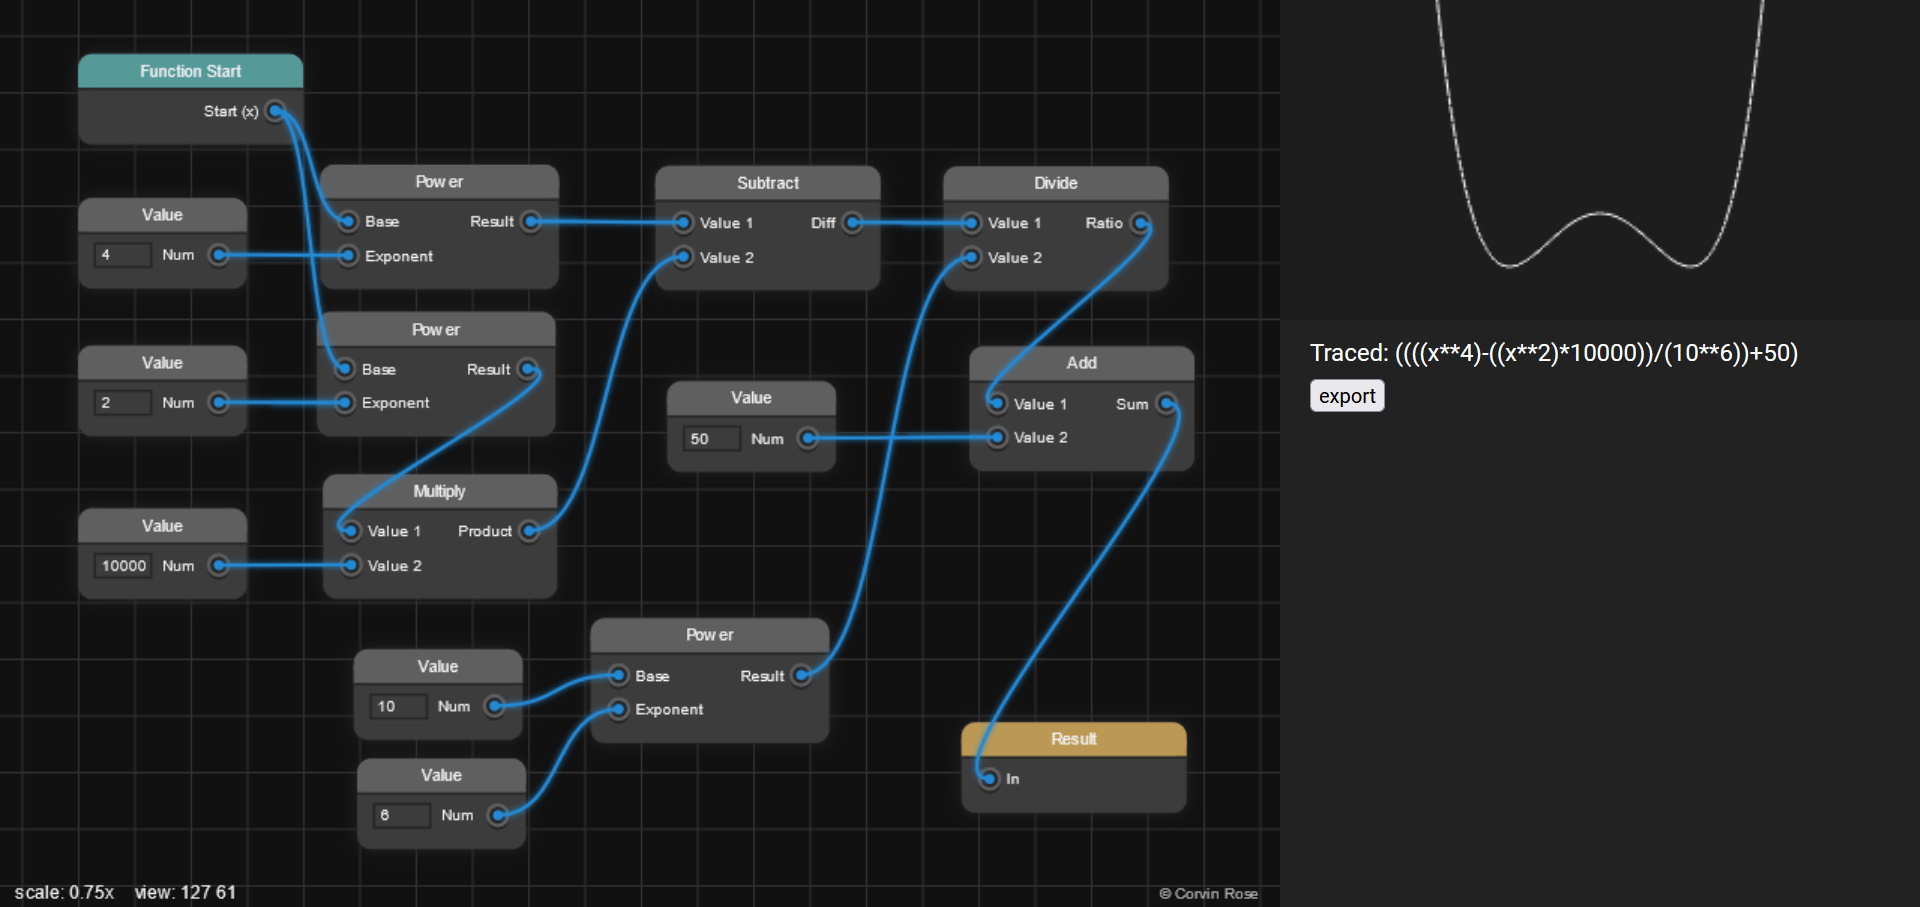 Function Start
Start (x)
Value
4 Num
Power
Base Result
Exponent
Subtract
Value 1 Diff
Value 2
Divide
Value 1 Ratio
Value 2
Value
2 Num
Power
Base Result
Exponent
Value
50 Num
Add
Value 1 Sum
Value 2
Value
10000 Num
Multiply
Value 1 Product
Value 2
Value
10 Num
Power
Base Result
Exponent
Value
6 Num
Result
In
scale: 0.75x view: 127 61
© Corvin Rose
Traced: ((((x**4)-((x**2)*10000))/(10**6))+50)
export